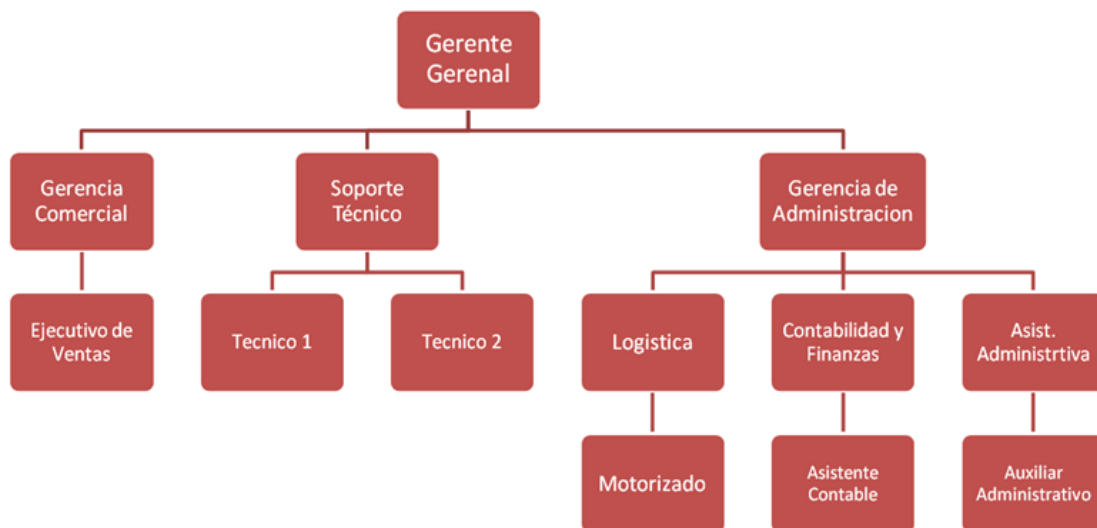 Gerente
Gerenal
Gerencia
Comercial
Soporte
Técnico
Gerencia de
Administracion
Ejecutivo de
Ventas
Tecnico 1
Tecnico 2
Logistica
Contabilidad y
Finanzas
Asist.
Administrtiva
Motorizado
Asistente
Contable
Auxiliar
Administrativo